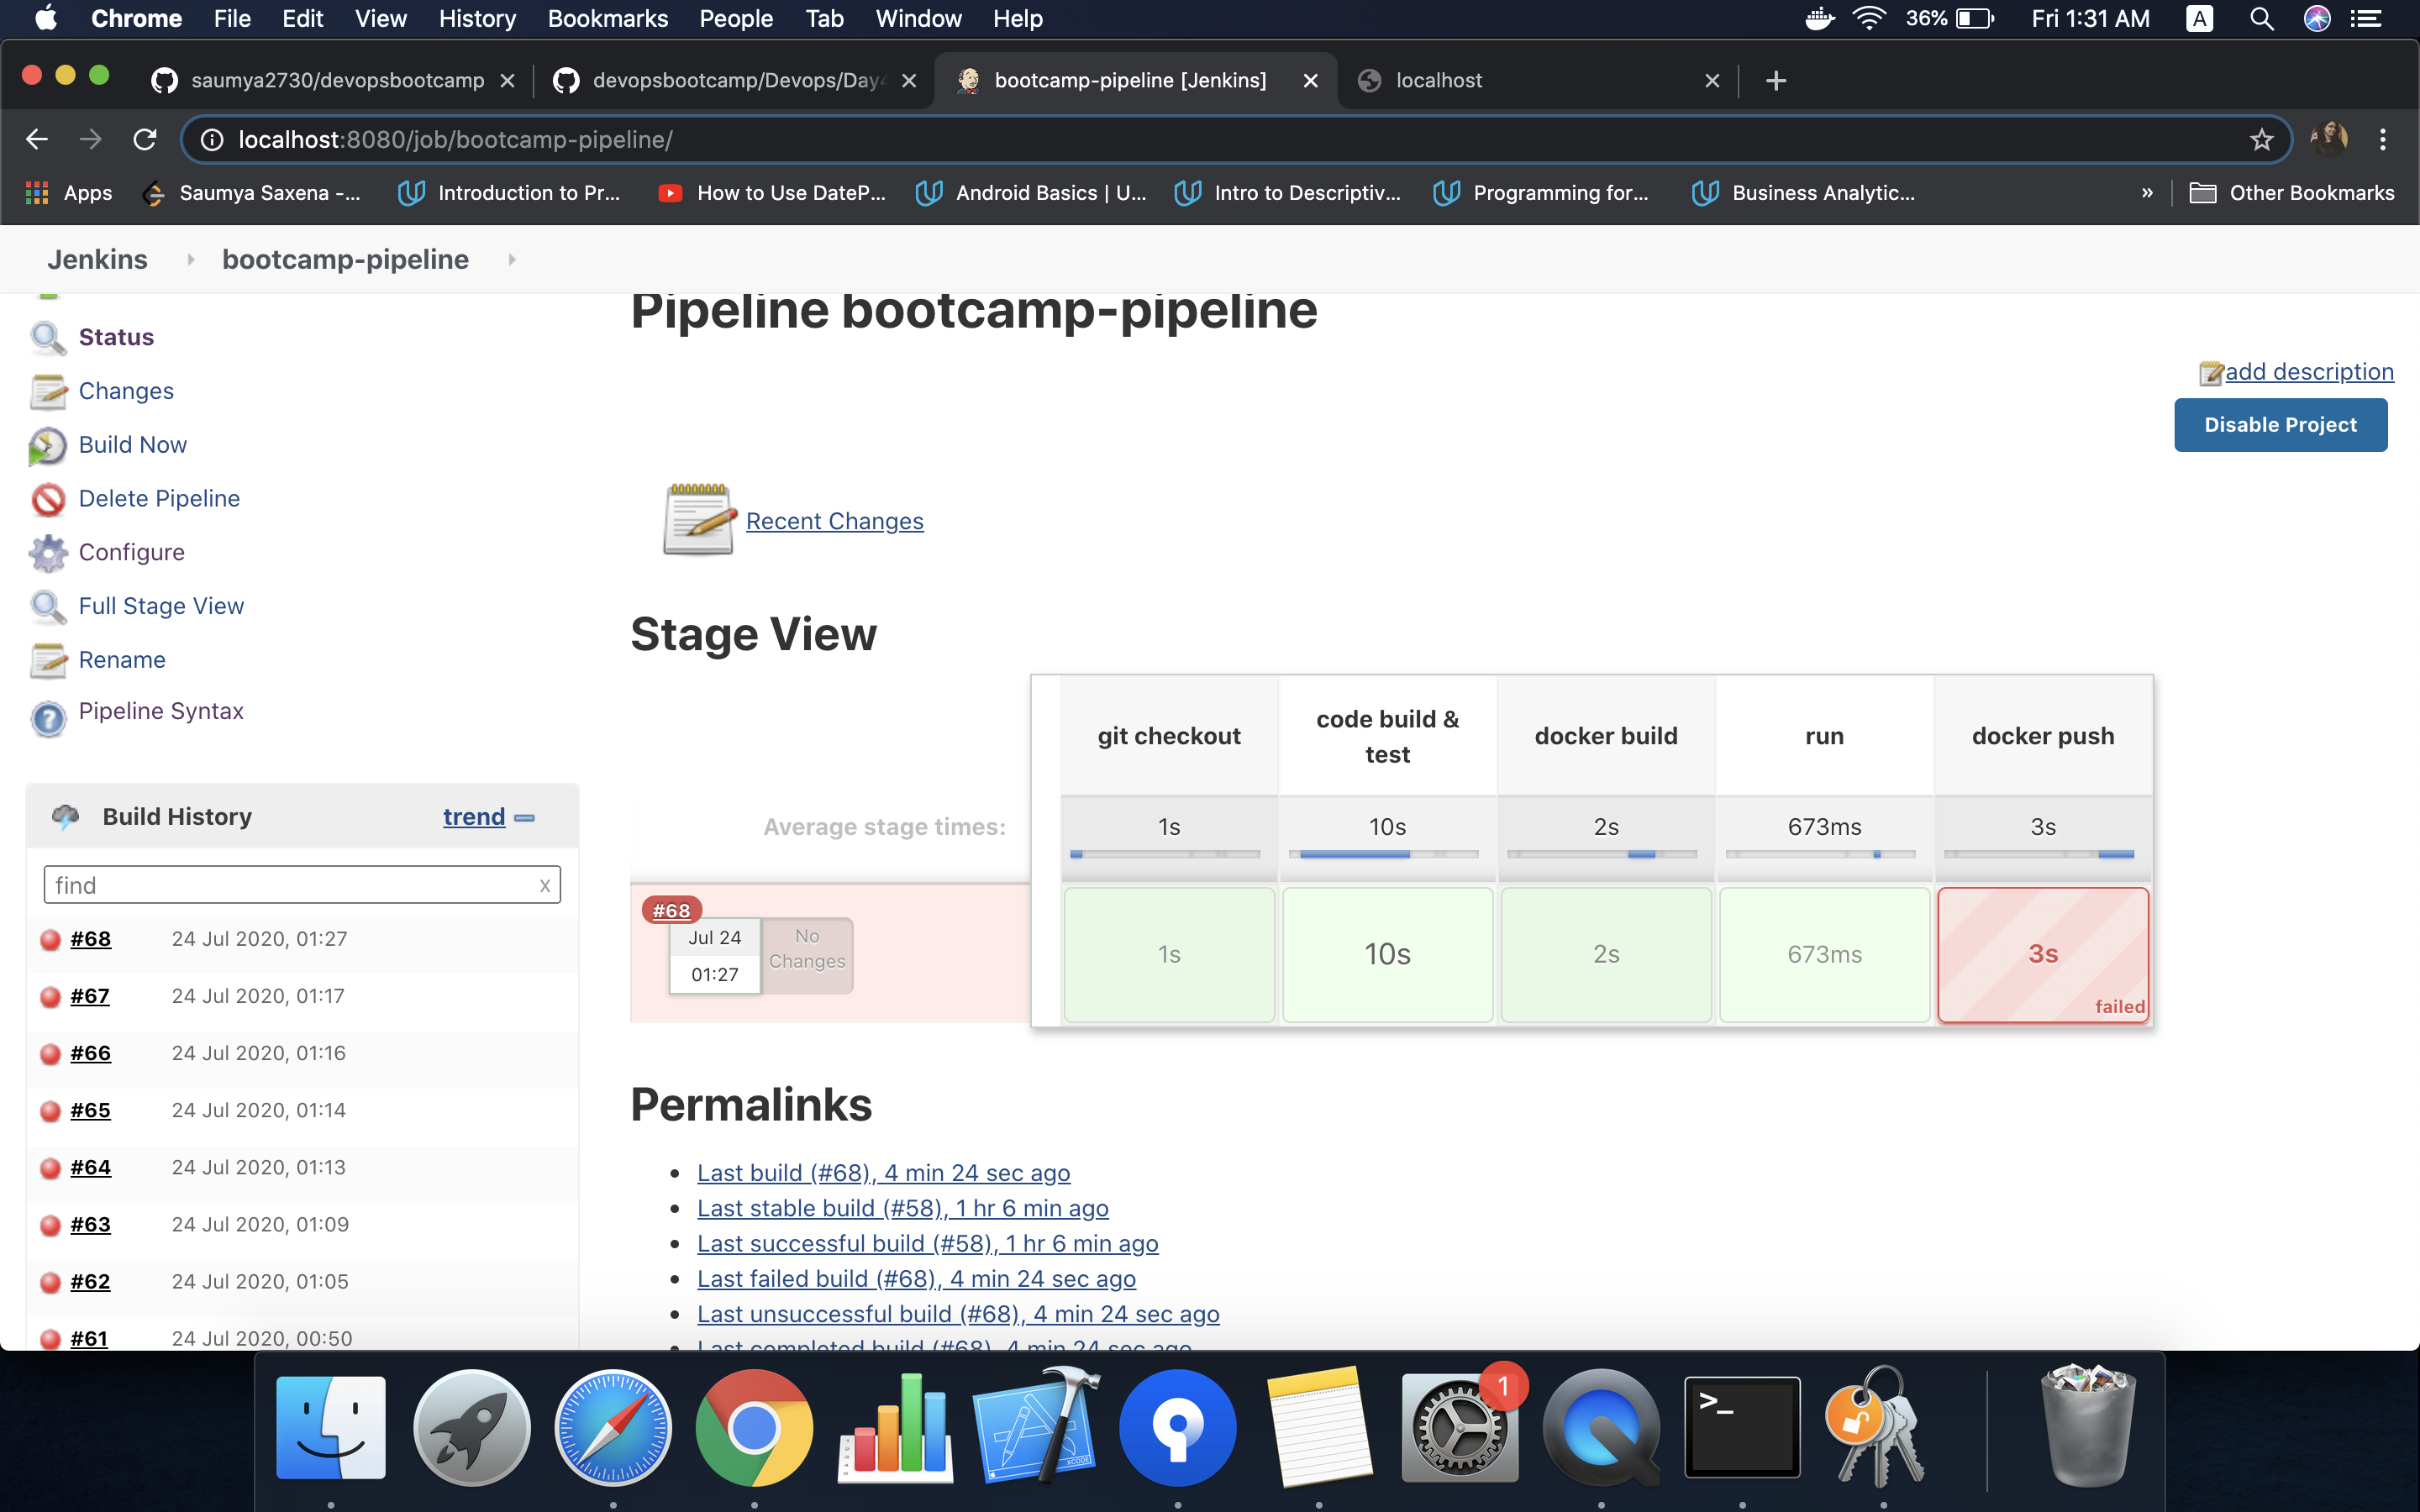 Chrome File Edit View History Bookmarks People Tab Window Help 36% Fri 1:31 AM A
saumya2730/devopsbootcamp devopsbootcamp/Devops/Day4 bootcamp-pipeline [Jenkins] localhost
localhost:8080/job/bootcamp-pipeline/
Apps Saumya Saxena -... Introduction to Pr... How to Use DateP... Android Basics | U... Intro to Descriptiv... Programming for... Business Analytic... » Other Bookmarks
Jenkins bootcamp-pipeline
Pipeline bootcamp-pipeline
Status
Changes
Build Now
Delete Pipeline
Configure
Full Stage View
Rename
Pipeline Syntax
add description
Disable Project
Recent Changes
Stage View
git checkout code build & test docker build run docker push
Average stage times: 1s 10s 2s 673ms 3s
#68
Jul 24
01:27
No
Changes
1s 10s 2s 673ms 3s
failed
Build History trend
find x
#68 24 Jul 2020, 01:27
#67 24 Jul 2020, 01:17
#66 24 Jul 2020, 01:16
#65 24 Jul 2020, 01:14
#64 24 Jul 2020, 01:13
#63 24 Jul 2020, 01:09
#62 24 Jul 2020, 01:05
#61 24 Jul 2020, 00:50
Permalinks
Last build (#68), 4 min 24 sec ago
Last stable build (#58), 1 hr 6 min ago
Last successful build (#58), 1 hr 6 min ago
Last failed build (#68), 4 min 24 sec ago
Last unsuccessful build (#68), 4 min 24 sec ago
Last completed build (#68), 4 min 24 sec ago
XCODE
1
>_